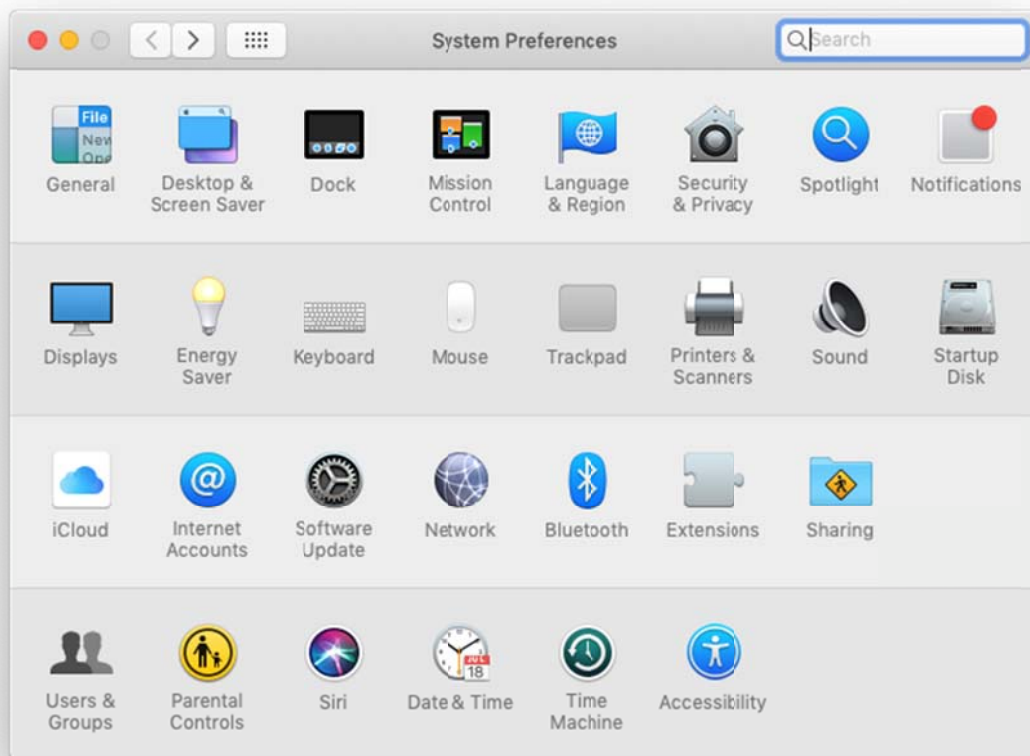 System Preferences
Search
File
New
Ope
General
Desktop &
Screen Saver
Dock
Mission
Control
Language
& Region
Security
& Privacy
Spotlight
Notifications
Displays
Energy
Saver
Keyboard
Mouse
Trackpad
Printers &
Scanners
Sound
Startup
Disk
@
iCloud
Internet
Accounts
Software
Update
Network
Bluetooth
Extensions
Sharing
JUL
18
Users &
Groups
Parental
Controls
Siri
Date & Time
Time
Machine
Accessibility